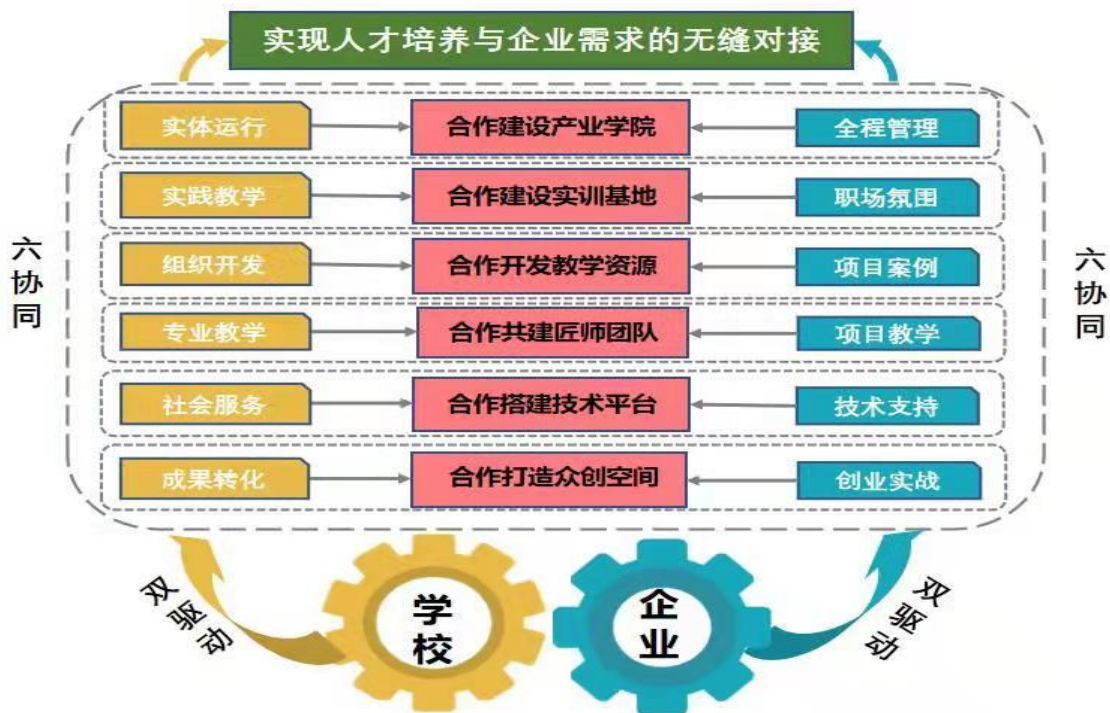 实现人才培养与企业需求的无缝对接
实体运行 合作建设产业学院 全程管理
实践教学 合作建设实训基地 职场氛围
组织开发 合作开发教学资源 项目案例
专业教学 合作共建匠师团队 项目教学
社会服务 合作搭建技术平台 技术支持
成果转化 合作打造众创空间 创业实战
六协同
六协同
双驱动
学校
企业
双驱动